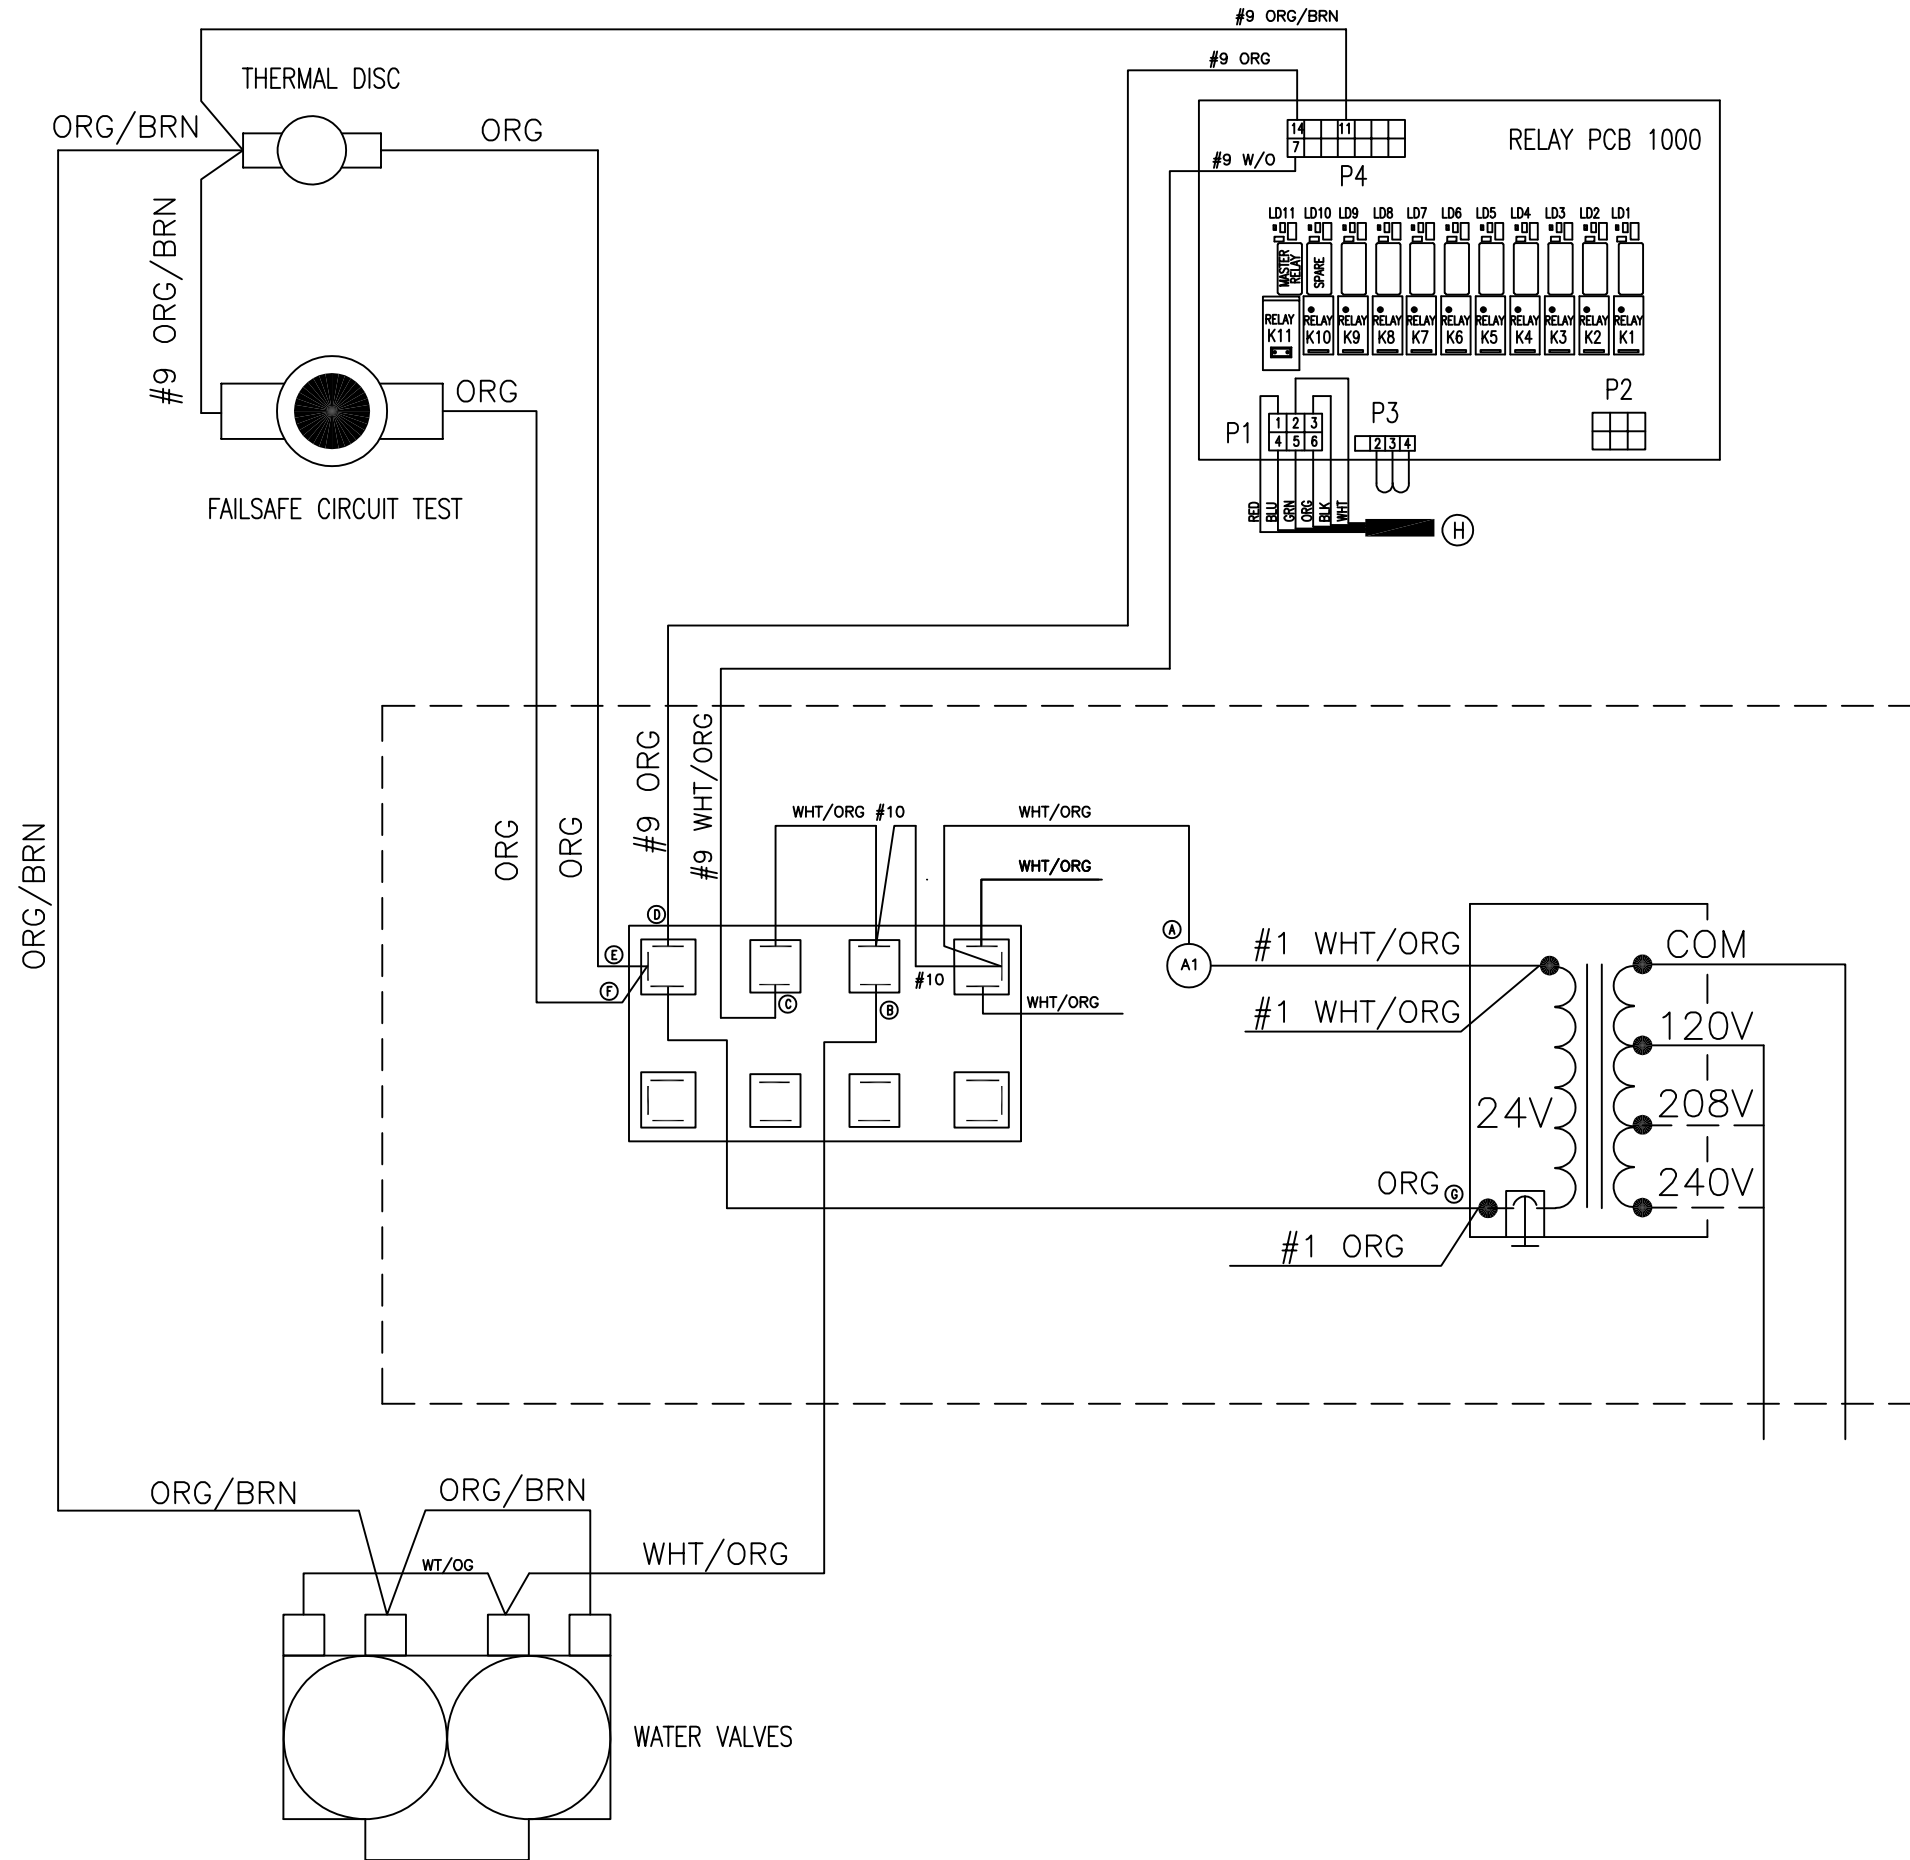 #9 ORG/BRN
#9 ORG
THERMAL DISC
ORG/BRN
ORG
14 11
7
RELAY PCB 1000
#9 W/O
P4
#9 ORG/BRN
LD11 LD10 LD9 LD8 LD7 LD6 LD5 LD4 LD3 LD2 LD1
MASTER
RELAY
SPARE
RELAY RELAY RELAY RELAY RELAY RELAY RELAY RELAY RELAY RELAY RELAY
K11 K10 K9 K8 K7 K6 K5 K4 K3 K2 K1
ORG
P2
P3
P1
1 2 3
4 5 6
2 3 4
FAILSAFE CIRCUIT TEST
RED
BLU
GRN
ORG
BLK
WHT
H
ORG/BRN
ORG
ORG
#9 ORG
#9 WHT/ORG
WHT/ORG #10
WHT/ORG
WHT/ORG
D
A
E
A1
#1 WHT/ORG
COM
F
#10
C
B
WHT/ORG
#1 WHT/ORG
120V
24V
208V
ORG
G
240V
#1 ORG
ORG/BRN
ORG/BRN
WT/OG
WHT/ORG
WATER VALVES